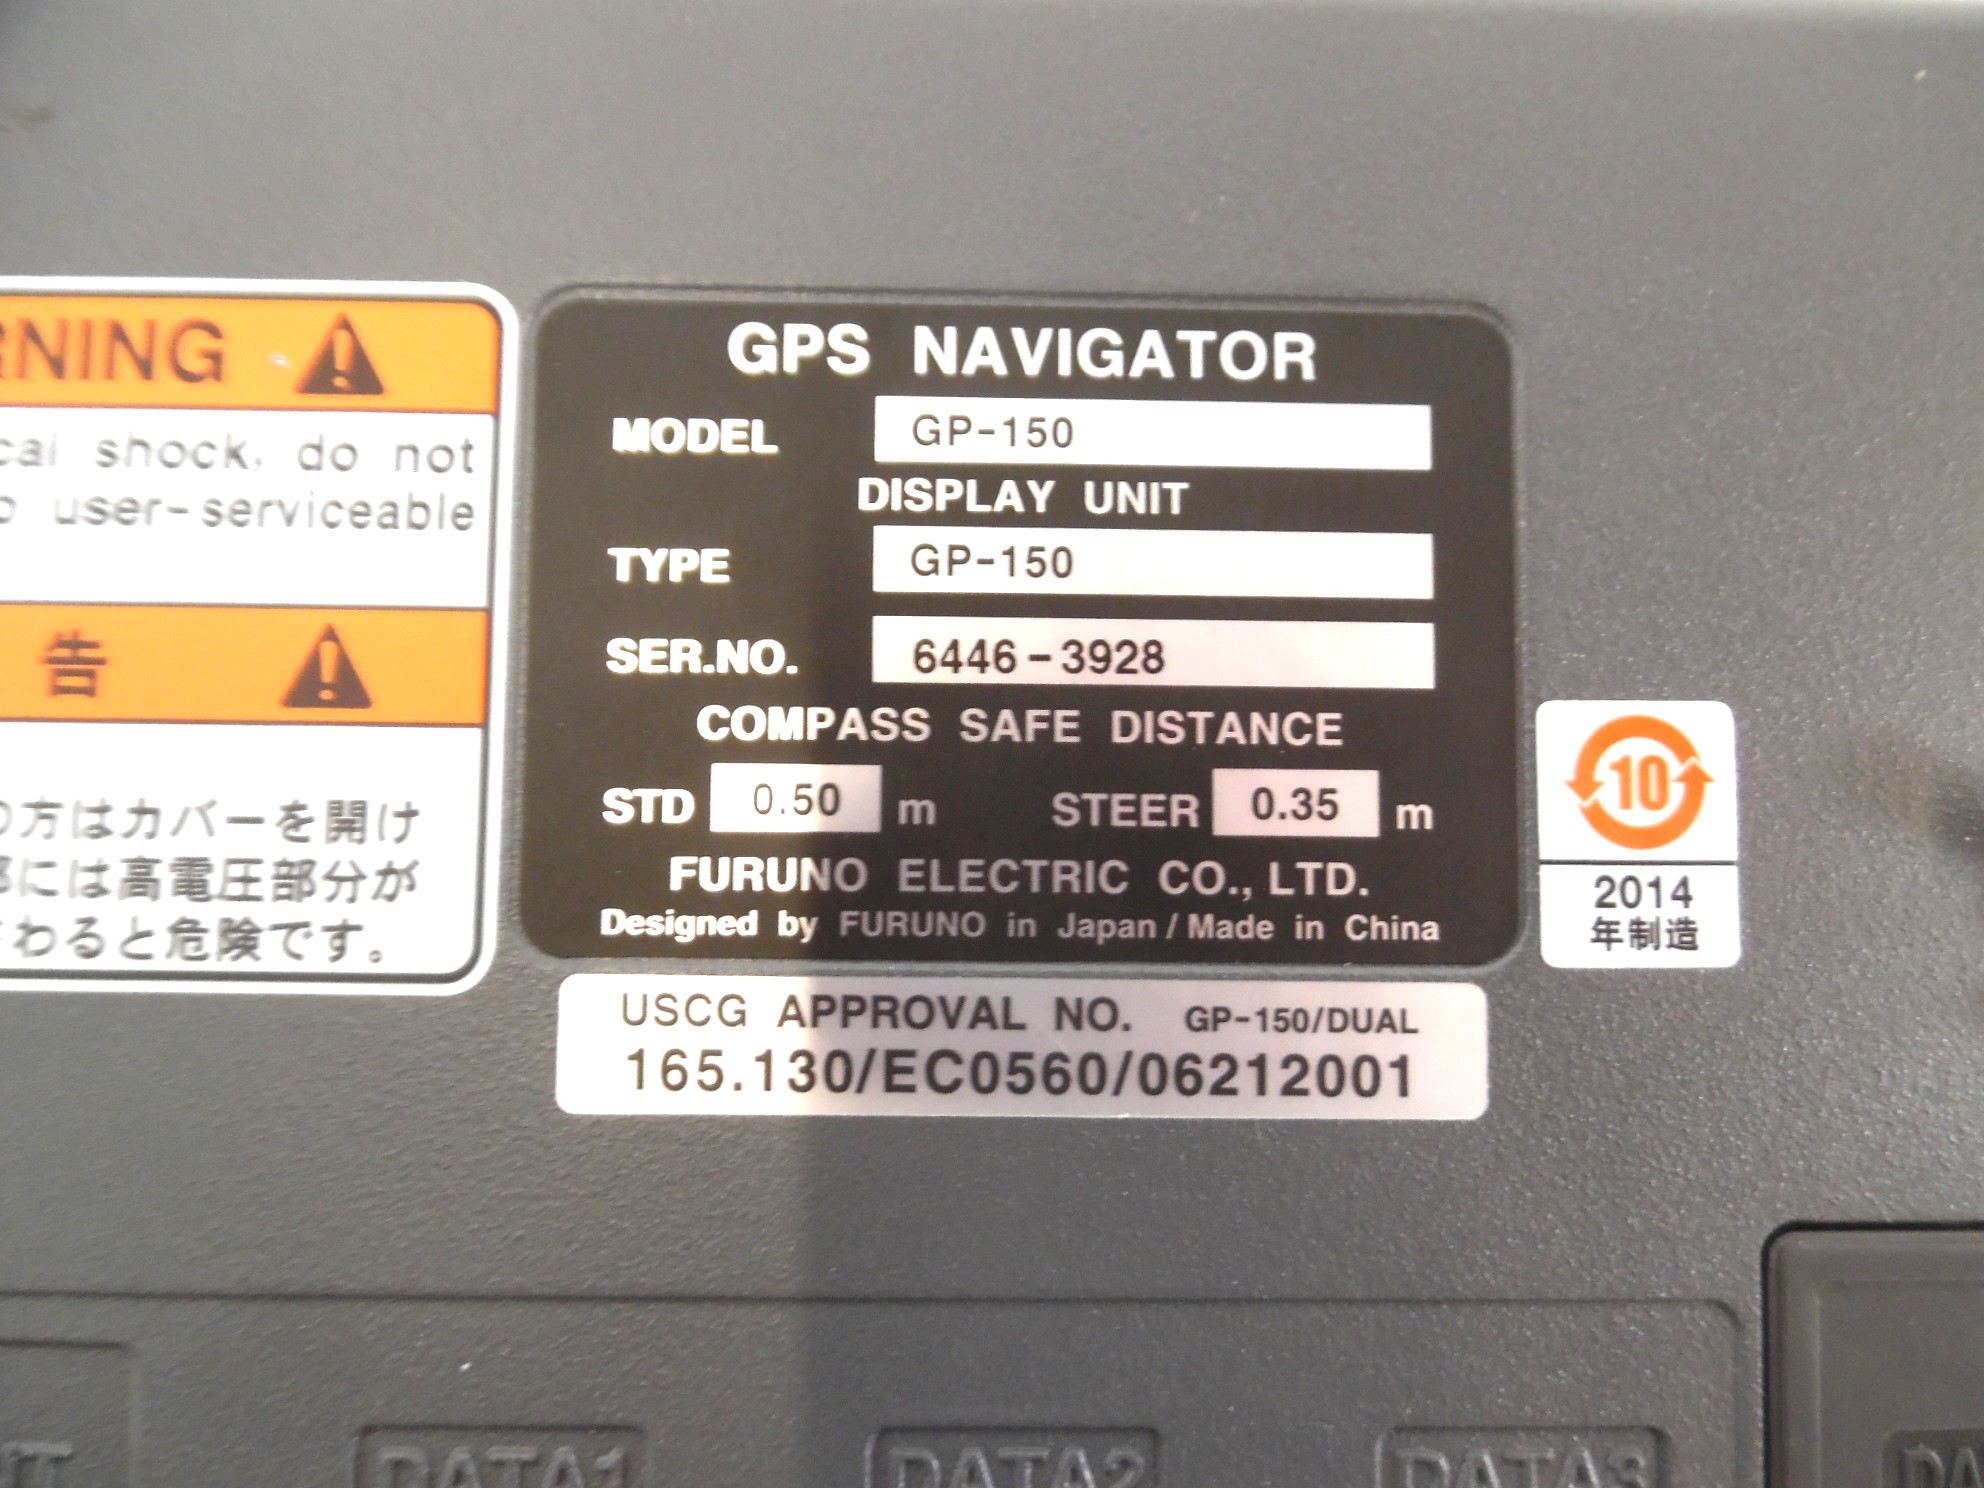 RNING
cal shock, do not
user-serviceable
告
の方はカバーを開け
部には高電圧部分が
さわると危険です。
GPS NAVIGATOR
MODEL GP-150
DISPLAY UNIT
TYPE GP-150
SER.NO. 6446-3928
COMPASS SAFE DISTANCE
STD 0.50 m STEER 0.35 m
FURUNO ELECTRIC CO., LTD.
Designed by FURUNO in Japan / Made in China
10
2014
年制造
USCG APPROVAL NO. GP-150/DUAL
165.130/EC0560/06212001
DATA1 DATA2 DATA3